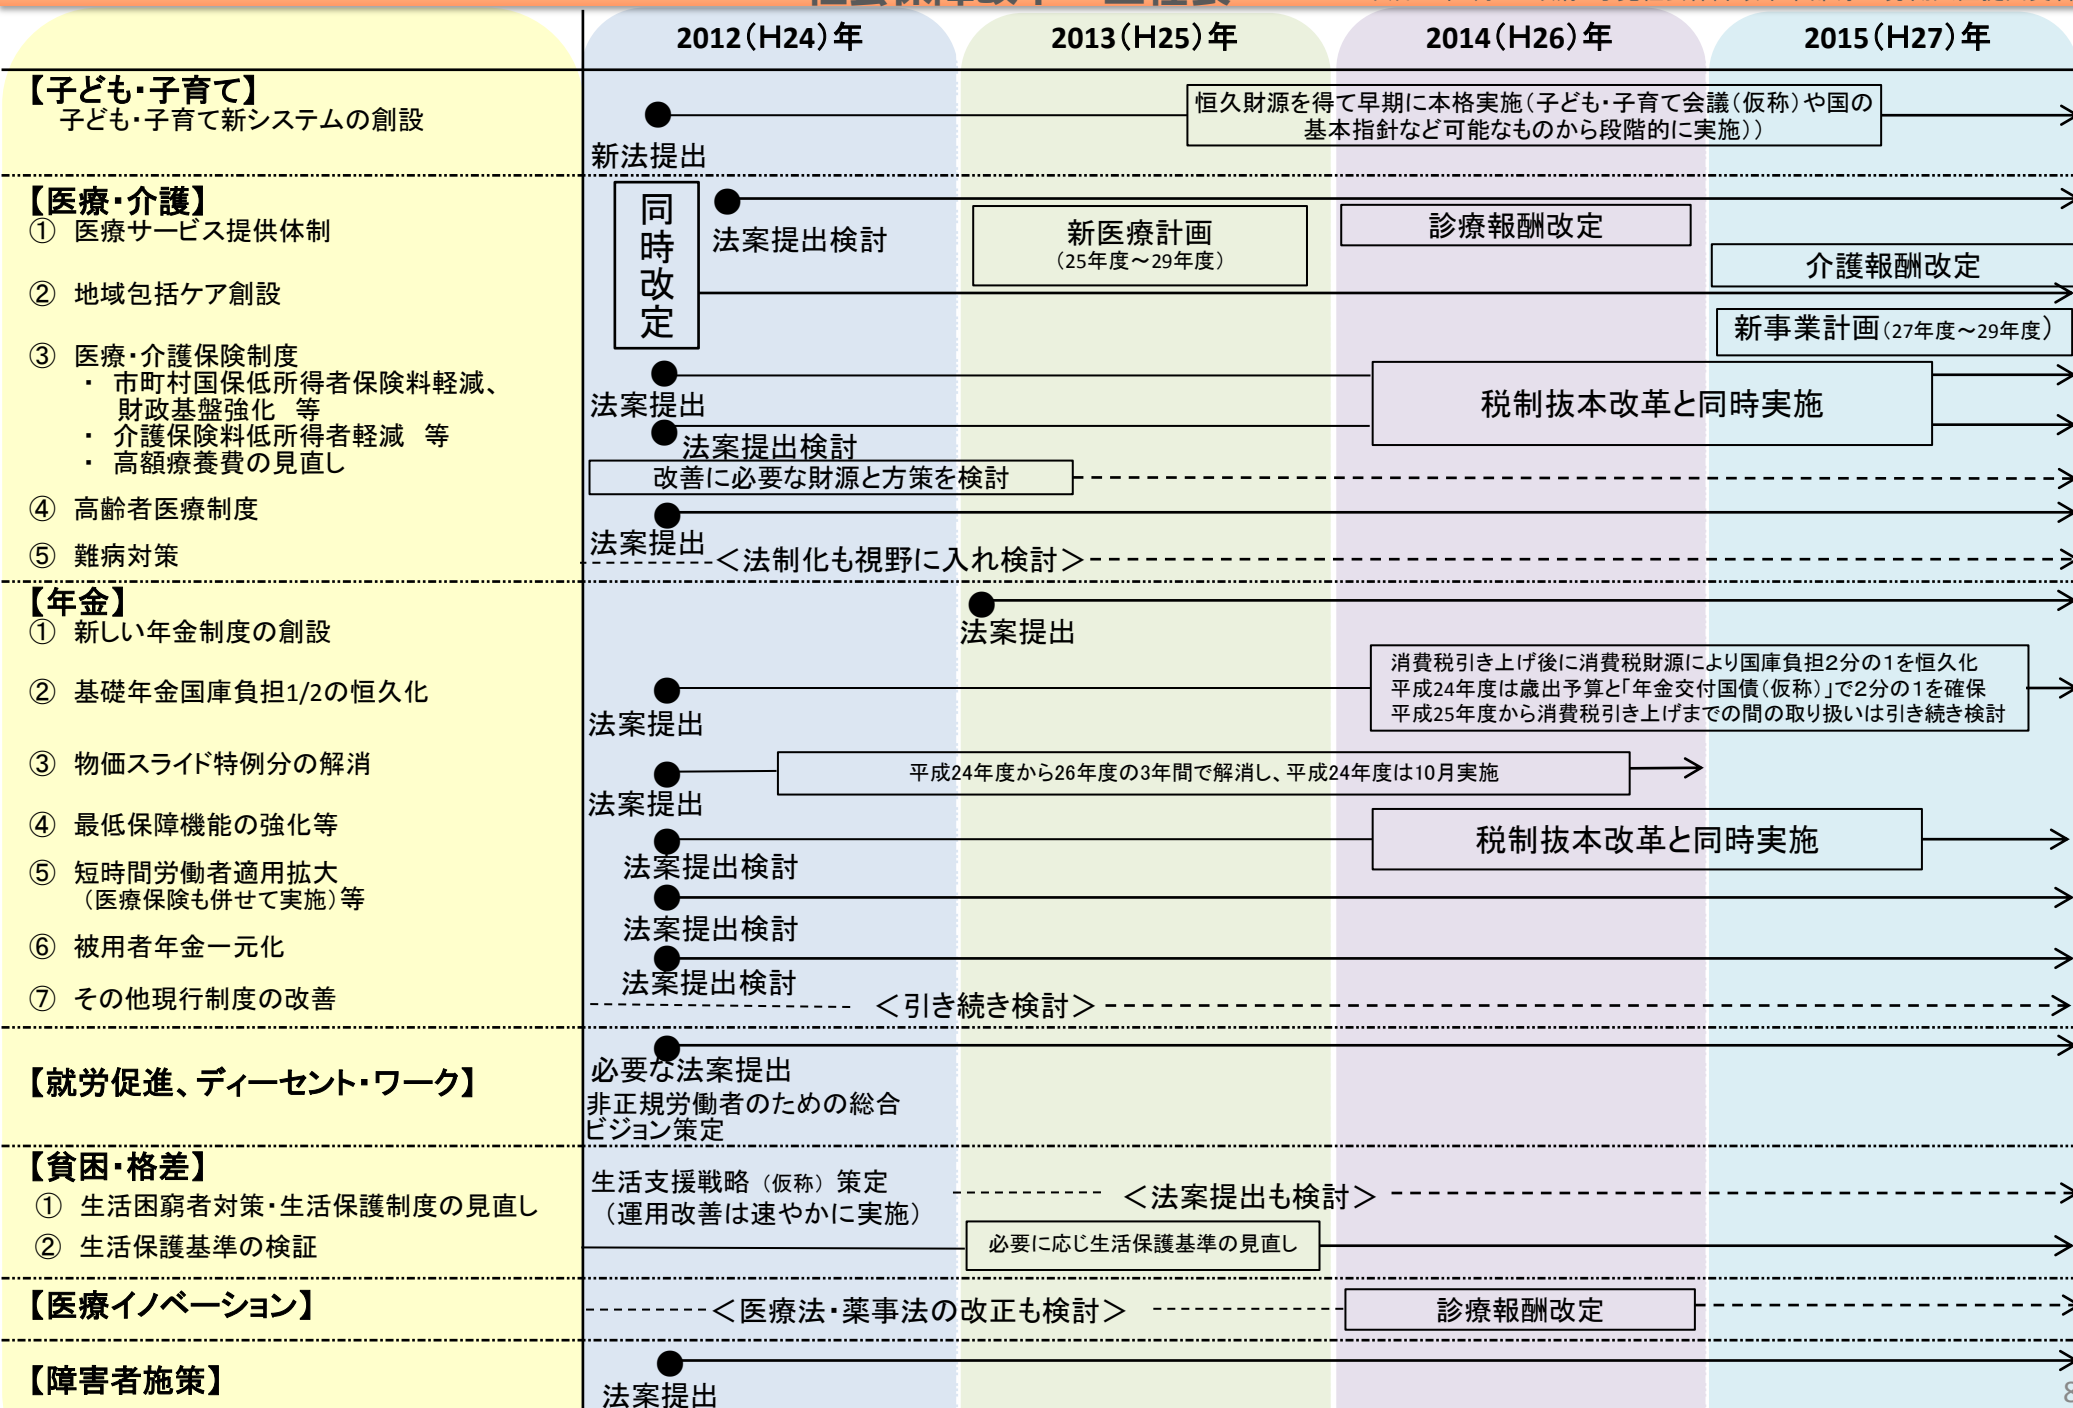 2012（H24）年
2013（H25）年
2014（H26）年
2015（H27）年
【子ども・子育て】
子ども・子育て新システムの創設
新法提出
恒久財源を得て早期に本格実施（子ども・子育て会議（仮称）や国の
基本指針など可能なものから段階的に実施））
【医療・介護】
① 医療サービス提供体制
同時改定
法案提出検討
新医療計画
（25年度～29年度）
診療報酬改定
介護報酬改定
② 地域包括ケア創設
新事業計画（27年度～29年度）
③ 医療・介護保険制度
・ 市町村国保低所得者保険料軽減、
財政基盤強化 等
・ 介護保険料低所得者軽減 等
・ 高額療養費の見直し
法案提出
法案提出検討
税制抜本改革と同時実施
改善に必要な財源と方策を検討
④ 高齢者医療制度
法案提出
⑤ 難病対策
＜法制化も視野に入れ検討＞
【年金】
① 新しい年金制度の創設
法案提出
② 基礎年金国庫負担1/2の恒久化
法案提出
消費税引き上げ後に消費税財源により国庫負担２分の１を恒久化
平成24年度は歳出予算と「年金交付国債（仮称）」で２分の１を確保
平成25年度から消費税引き上げまでの間の取り扱いは引き続き検討
③ 物価スライド特例分の解消
法案提出
平成24年度から26年度の3年間で解消し、平成24年度は10月実施
④ 最低保障機能の強化等
法案提出検討
税制抜本改革と同時実施
⑤ 短時間労働者適用拡大
（医療保険も併せて実施）等
法案提出検討
⑥ 被用者年金一元化
法案提出検討
⑦ その他現行制度の改善
＜引き続き検討＞
【就労促進、ディーセント・ワーク】
必要な法案提出
非正規労働者のための総合
ビジョン策定
【貧困・格差】
① 生活困窮者対策・生活保護制度の見直し
生活支援戦略（仮称）策定
（運用改善は速やかに実施）
＜法案提出も検討＞
② 生活保護基準の検証
必要に応じ生活保護基準の見直し
【医療イノベーション】
＜医療法・薬事法の改正も検討＞
診療報酬改定
【障害者施策】
法案提出
8